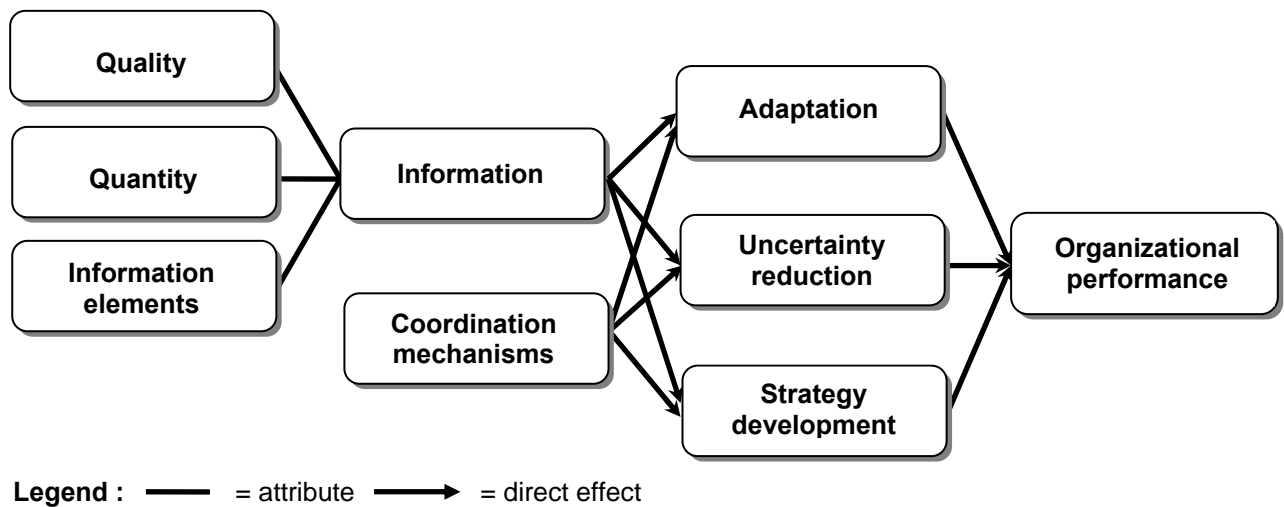 Quality
Quantity
Information
elements
Information
Coordination
mechanisms
Adaptation
Uncertainty
reduction
Strategy
development
Organizational
performance
Legend : = attribute = direct effect